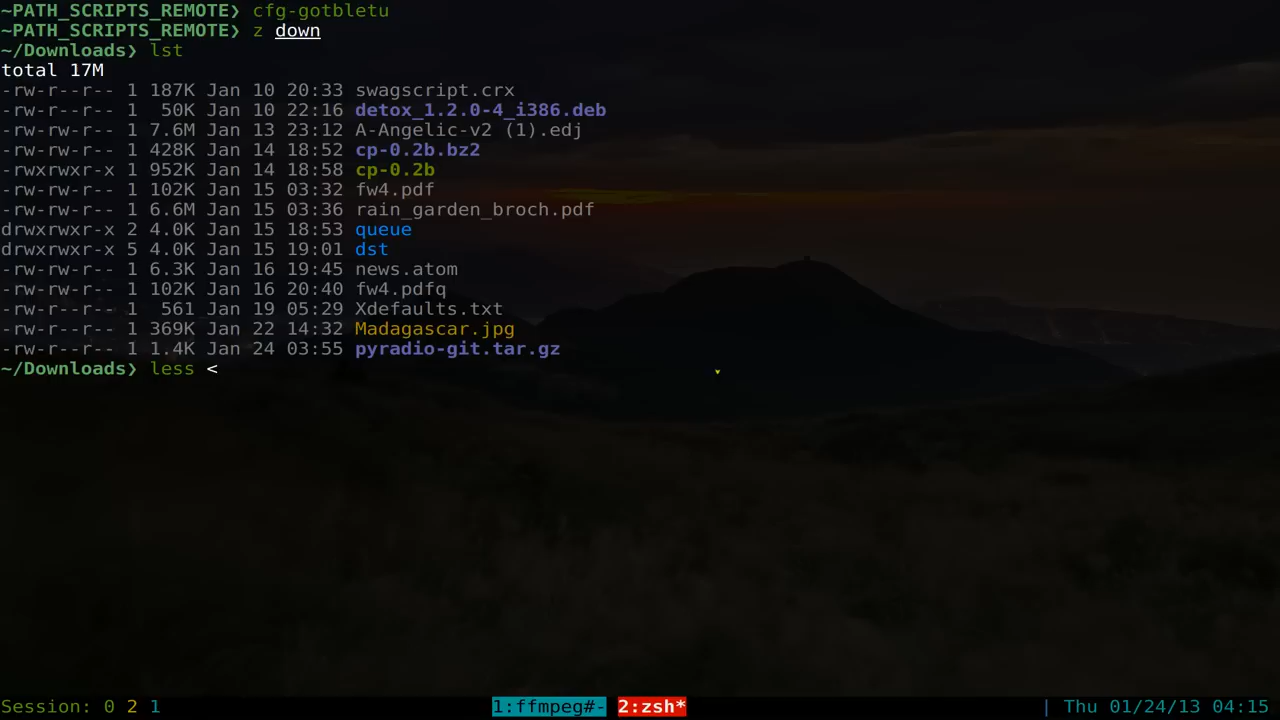 ~PATH_SCRIPTS_REMOTE❯ cfg-gotbletu
~PATH_SCRIPTS_REMOTE❯ z down
~/Downloads❯ lst
total 17M
-rw-r--r-- 1 187K Jan 10 20:33 swagscript.crx
-rw-r--r-- 1  50K Jan 10 22:16 detox_1.2.0-4_i386.deb
-rw-r--r-- 1 7.6M Jan 13 23:12 A-Angelic-v2 (1).edj
-rw-r--r-- 1 428K Jan 14 18:52 cp-0.2b.bz2
-rwxrwxr-x 1 952K Jan 14 18:58 cp-0.2b
-rw-rw-r-- 1 102K Jan 15 03:32 fw4.pdf
-rw-rw-r-- 1 6.6M Jan 15 03:36 rain_garden_broch.pdf
drwxrwxr-x 2 4.0K Jan 15 18:53 queue
drwxrwxr-x 5 4.0K Jan 15 19:01 dst
-rw-rw-r-- 1 6.3K Jan 16 19:45 news.atom
-rw-rw-r-- 1 102K Jan 16 20:40 fw4.pdfq
-rw-r--r-- 1  561 Jan 19 05:29 Xdefaults.txt
-rw-rw-r-- 1 369K Jan 22 14:32 Madagascar.jpg
-rw-rw-r-- 1 1.4K Jan 24 03:55 pyradio-git.tar.gz
~/Downloads❯ less <
Session: 0 2 1 1:ffmpeg#- 2:zsh* | Thu 01/24/13 04:15